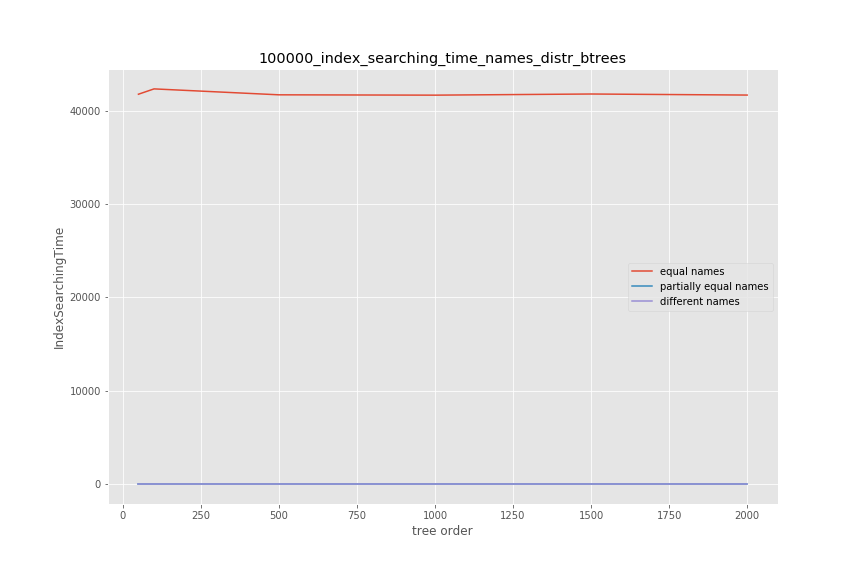 100000_index_searching_time_names_distr_btrees
40000
30000
20000
10000
0
IndexSearchingTime
equal names
partially equal names
different names
0 250 500 750 1000 1250 1500 1750 2000
tree order